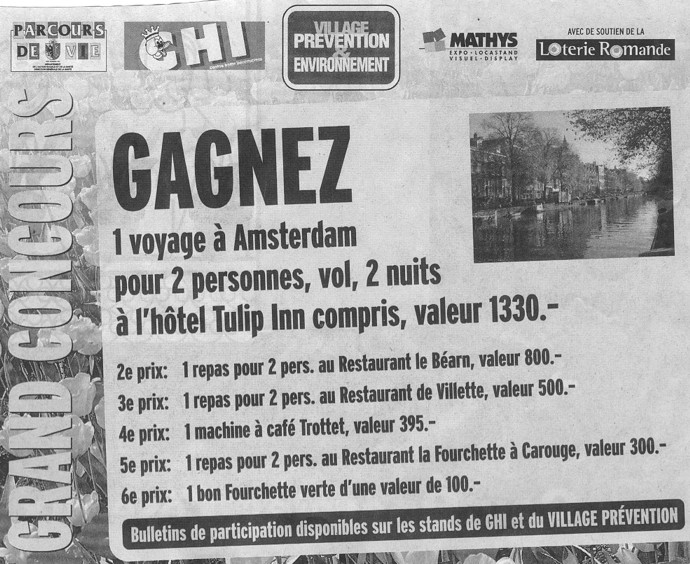 PARCOURS
DE VIE
GHI
VILLAGE
PRÉVENTION
&
ENVIRONNEMENT
MATHYS
EXPO • LOCASTAND
VISUEL • DISPLAY
AVEC DE SOUTIEN DE LA
Loterie Romande
GRAND CONCOURS
GAGNEZ
1 voyage à Amsterdam
pour 2 personnes, vol, 2 nuits
à l'hôtel Tulip Inn compris, valeur 1330.-
2e prix: 1 repas pour 2 pers. au Restaurant le Béarn, valeur 800.-
3e prix: 1 repas pour 2 pers. au Restaurant de Villette, valeur 500.-
4e prix: 1 machine à café Trottet, valeur 395.-
5e prix: 1 repas pour 2 pers. au Restaurant la Fourchette à Carouge, valeur 300.-
6e prix: 1 bon Fourchette verte d'une valeur de 100.-
Bulletins de participation disponibles sur les stands de GHI et du VILLAGE PRÉVENTION